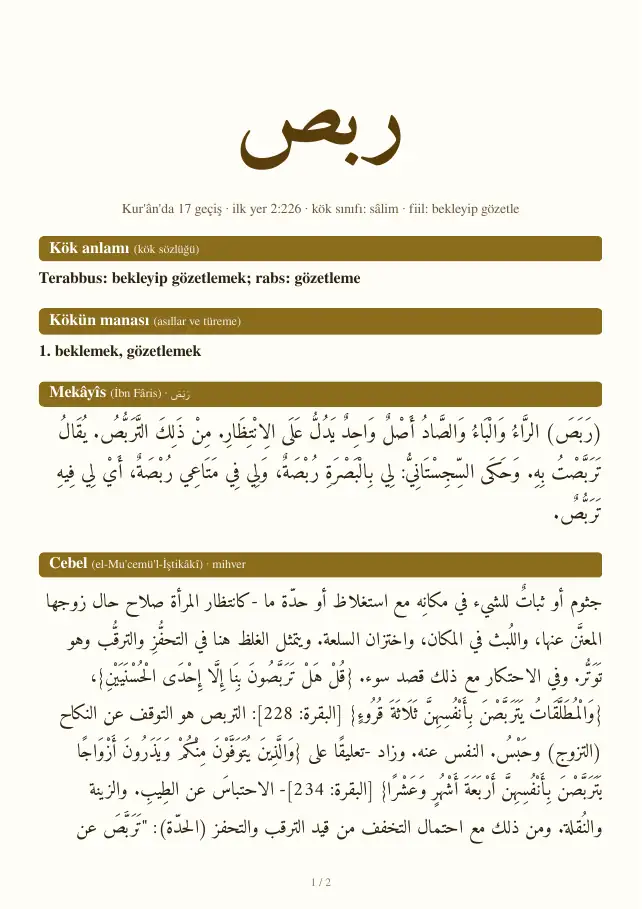 ربص
Kur'ân'da 17 geçiş · ilk yer 2:226 · kök sınıfı: sâlim · fiil: bekleyip gözetle
Kök anlamı (kök sözlüğü)
Terabbus: bekleyip gözetlemek; rabs: gözetleme
Kökün manası (asıllar ve türeme)
1. beklemek, gözetlemek
Mekâyîs (İbn Fâris) · رَبَصَ
(رَبَصَ) الرَّاءُ وَالْبَاءُ وَالصَّادُ أَصْلٌ وَاحِدٌ يَدُلُّ عَلَى الِانْتِظَارِ. مِنْ ذَلِكَ التَّرَبُّصُ. يُقَالُ
تَرَبَّصْتُ بِهِ. وَحَكَى السِّجِسْتَانِيُّ: لِي بِالْبَصْرَةِ رُبْصَةٌ، وَلِي فِي مَتَاعِي رُبْصَةٌ، أَيْ لِي فِيهِ
تَرَبُّصٌ.
Cebel (el-Mu'cemü'l-İştikâkî) · mihver
جثوم أو ثباتٌ للشيء في مكانِه مع استغلاظ أو حدّة ما -كانتظار المرأة صلاح حال زوجها
المعنَّن عنها، واللُبث في المكان، واختزان السلعة. ويتمثل الغلظ هنا في التحفُّزِ والترقُّب وهو
تَوَتُّر. وفي الاحتكار مع ذلك قصد سوء. {قُلْ هَلْ تَرَبَّصُونَ بِنَا إِلَّا إِحْدَى الْحُسْنَيَيْنِ}،
{وَالْمُطَلَّقَاتُ يَتَرَبَّصْنَ بِأَنْفُسِهِنَّ ثَلَاثَةَ قُرُوءٍ} [البقرة: 228]: التربص هو التوقف عن النكاح
(التزوج) وحَبْسُ. النفس عنه. وزاد -تعليقًا على {وَالَّذِينَ يُتَوَفَّوْنَ مِنْكُمْ وَيَذَرُونَ أَزْوَاجًا
يَتَرَبَّصْنَ بِأَنْفُسِهِنَّ أَرْبَعَةَ أَشْهُرٍ وَعَشْرًا} [البقرة: 234]- الاحتباسَ عن الطِيبِ. والزينة
والنُقلة. ومن ذلك مع احتمال التخفف من قيد الترقب والتحفز (الحدّة): "تَرَبَّصَ عن
1 / 2